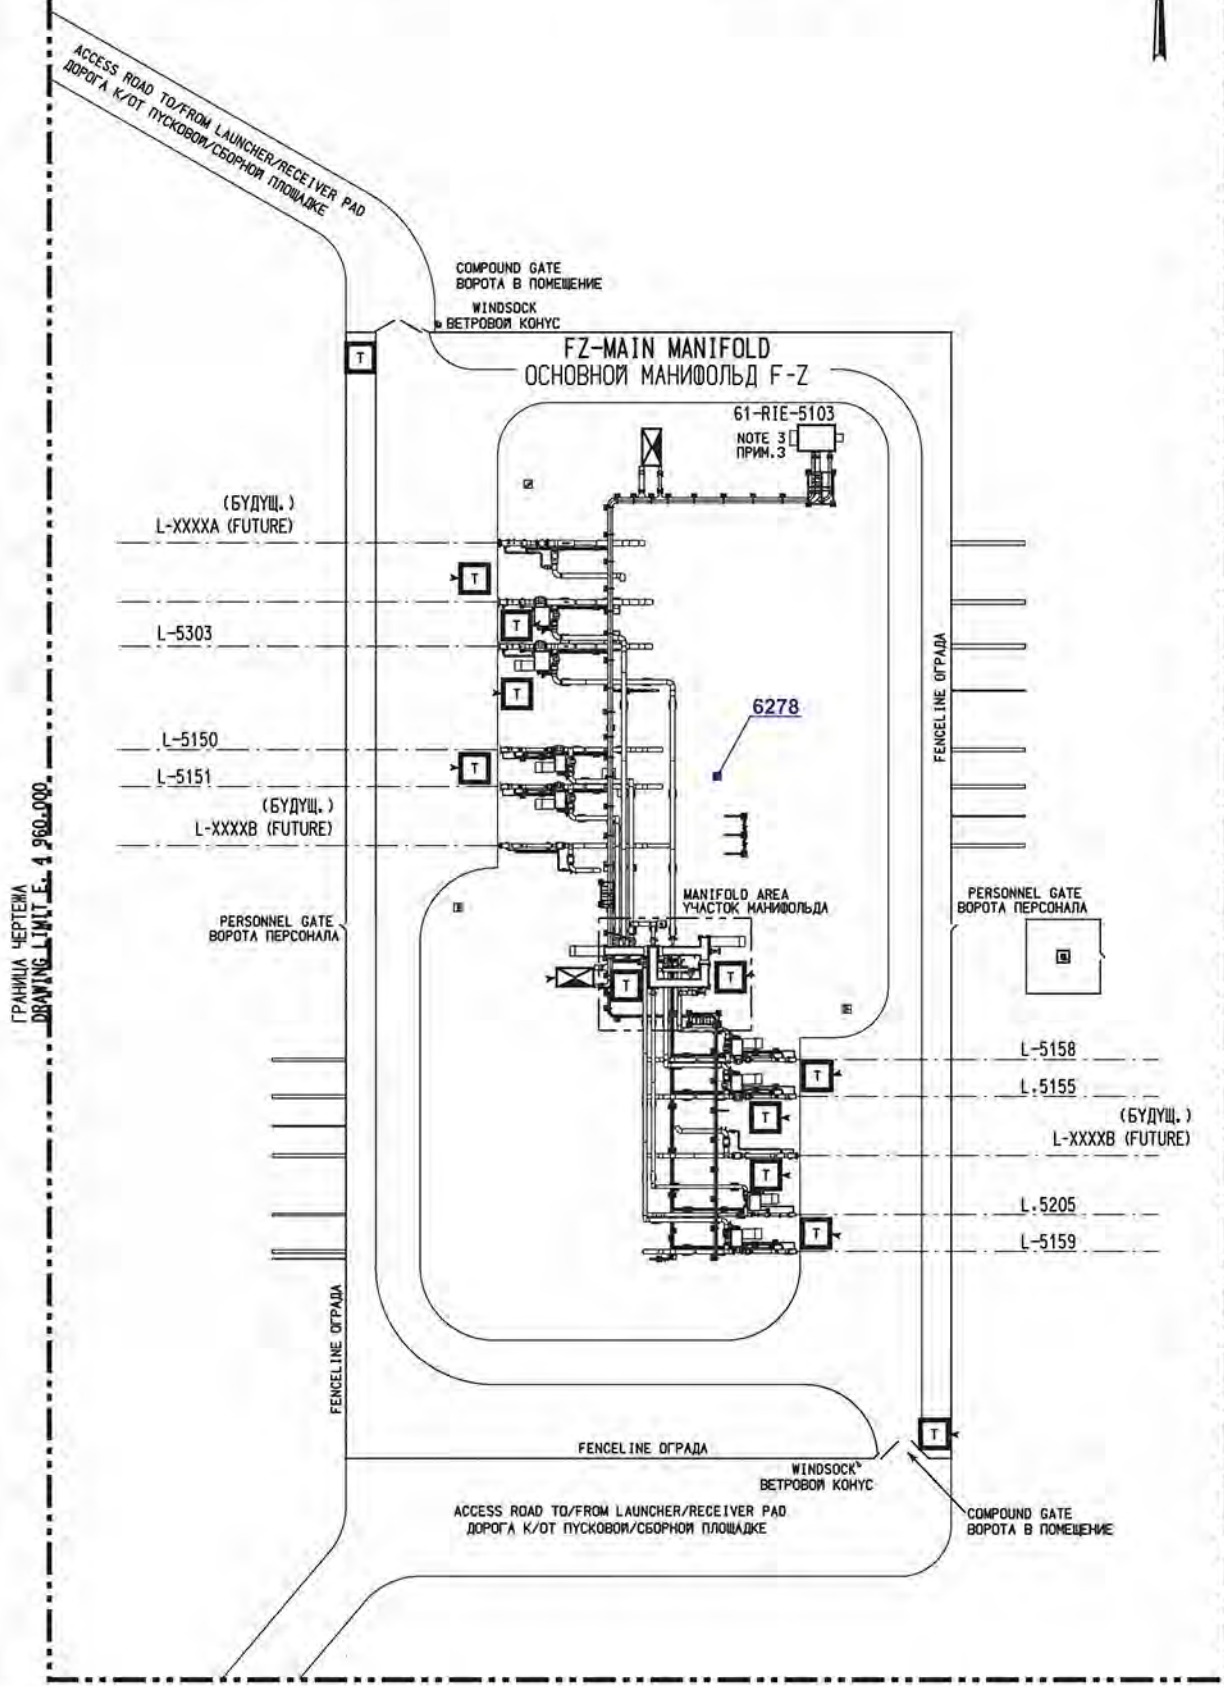 ACCESS ROAD TO/FROM LAUNCHER/RECEIVER PAD
ДОРОГА К/ОТ ПУСКОВОЙ/СБОРНОЙ ПЛОЩАДКЕ
COMPOUND GATE
ВОРОТА В ПОМЕЩЕНИЕ
WINDSOCK
ВЕТРОВОЙ КОНУС
T
FZ-MAIN MANIFOLD
ОСНОВНОЙ МАНИФОЛЬД F-Z
61-RIE-5103
NOTE 3
ПРИМ.3
(БУДУЩ.)
L-XXXXA (FUTURE)
T
T
L-5303
FENCELINE ОГРАДА
T
6278
L-5150
T
L-5151
(БУДУЩ.)
L-XXXXB (FUTURE)
ГРАНИЦА ЧЕРТЕЖА
DRAWING LIMIT E. 4 960.000
MANIFOLD AREA
УЧАСТОК МАНИФОЛЬДА
PERSONNEL GATE
ВОРОТА ПЕРСОНАЛА
PERSONNEL GATE
ВОРОТА ПЕРСОНАЛА
T
T
L-5158
T
L.5155
T
(БУДУЩ.)
L-XXXXB (FUTURE)
T
L.5205
T
L-5159
FENCELINE ОГРАДА
T
FENCELINE ОГРАДА
WINDSOCK
ВЕТРОВОЙ КОНУС
ACCESS ROAD TO/FROM LAUNCHER/RECEIVER PAD
ДОРОГА К/ОТ ПУСКОВОЙ/СБОРНОЙ ПЛОЩАДКЕ
COMPOUND GATE
ВОРОТА В ПОМЕЩЕНИЕ